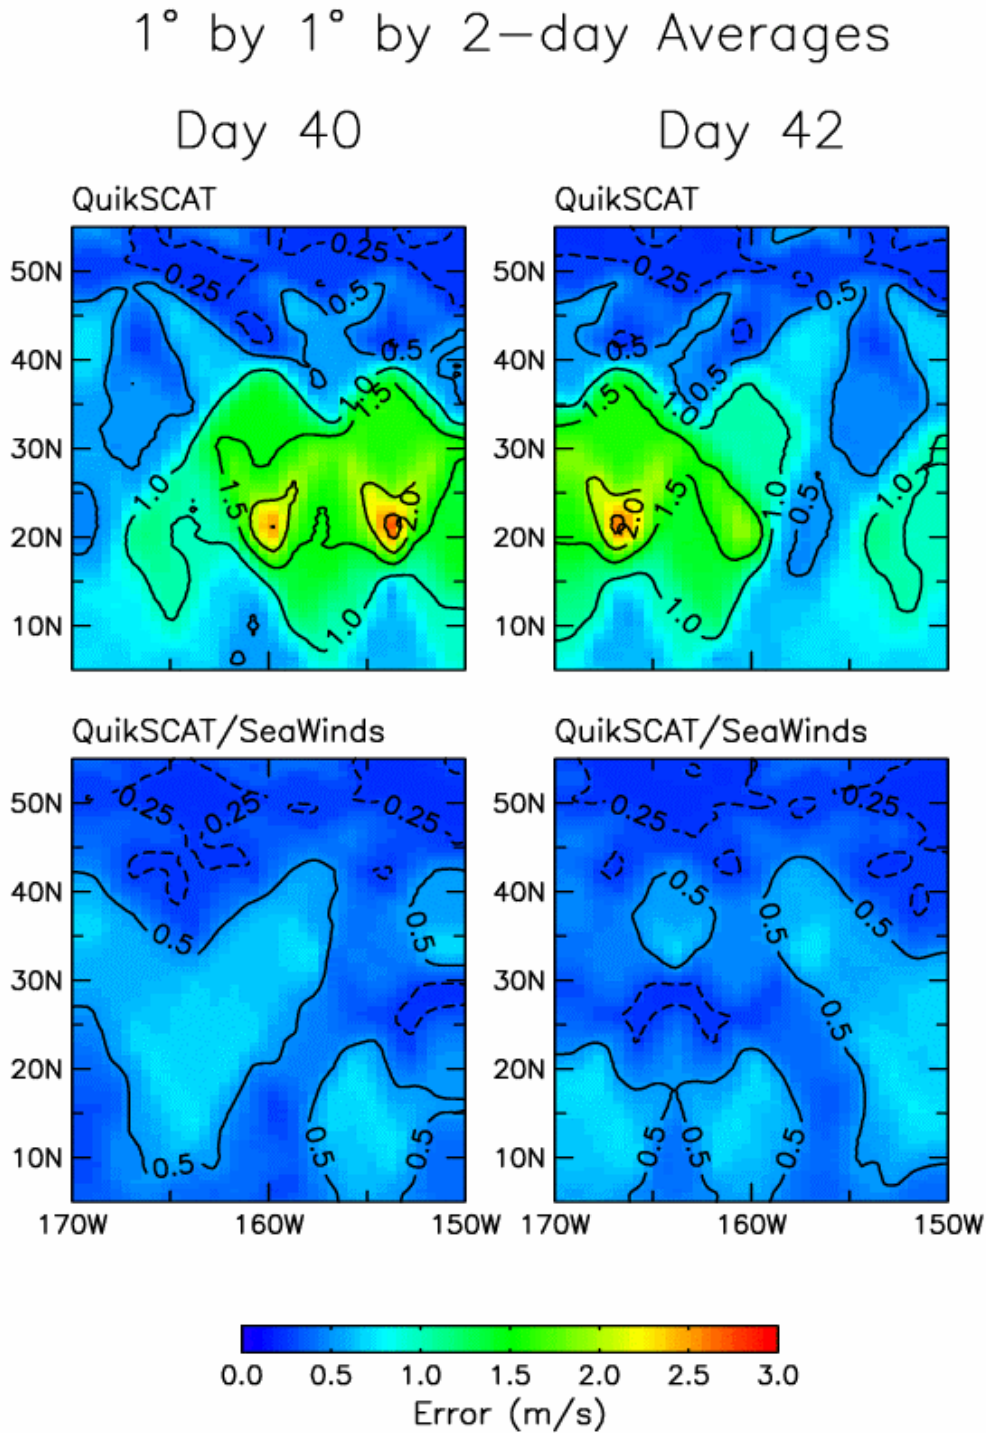 1° by 1° by 2-day Averages
Day 40 Day 42
QuikSCAT QuikSCAT
50N 50N
40N 40N
30N 30N
20N 20N
10N 10N
0.25 0.25 0.5 0.5 1.0 1.5 1.0 1.5 2.0 1.0
0.25 0.25 0.5 0.5 0.5 1.5 1.0 1.0 0.5 1.5 2.0 1.0
QuikSCAT/SeaWinds QuikSCAT/SeaWinds
50N 50N
40N 40N
30N 30N
20N 20N
10N 10N
0.25 0.25 0.25 0.5 0.5 0.5 0.5 0.5
0.25 0.25 0.5 0.5 0.5 0.5 0.5 0.5 0.5
170W 160W 150W 170W 160W 150W
0.0 0.5 1.0 1.5 2.0 2.5 3.0
Error (m/s)